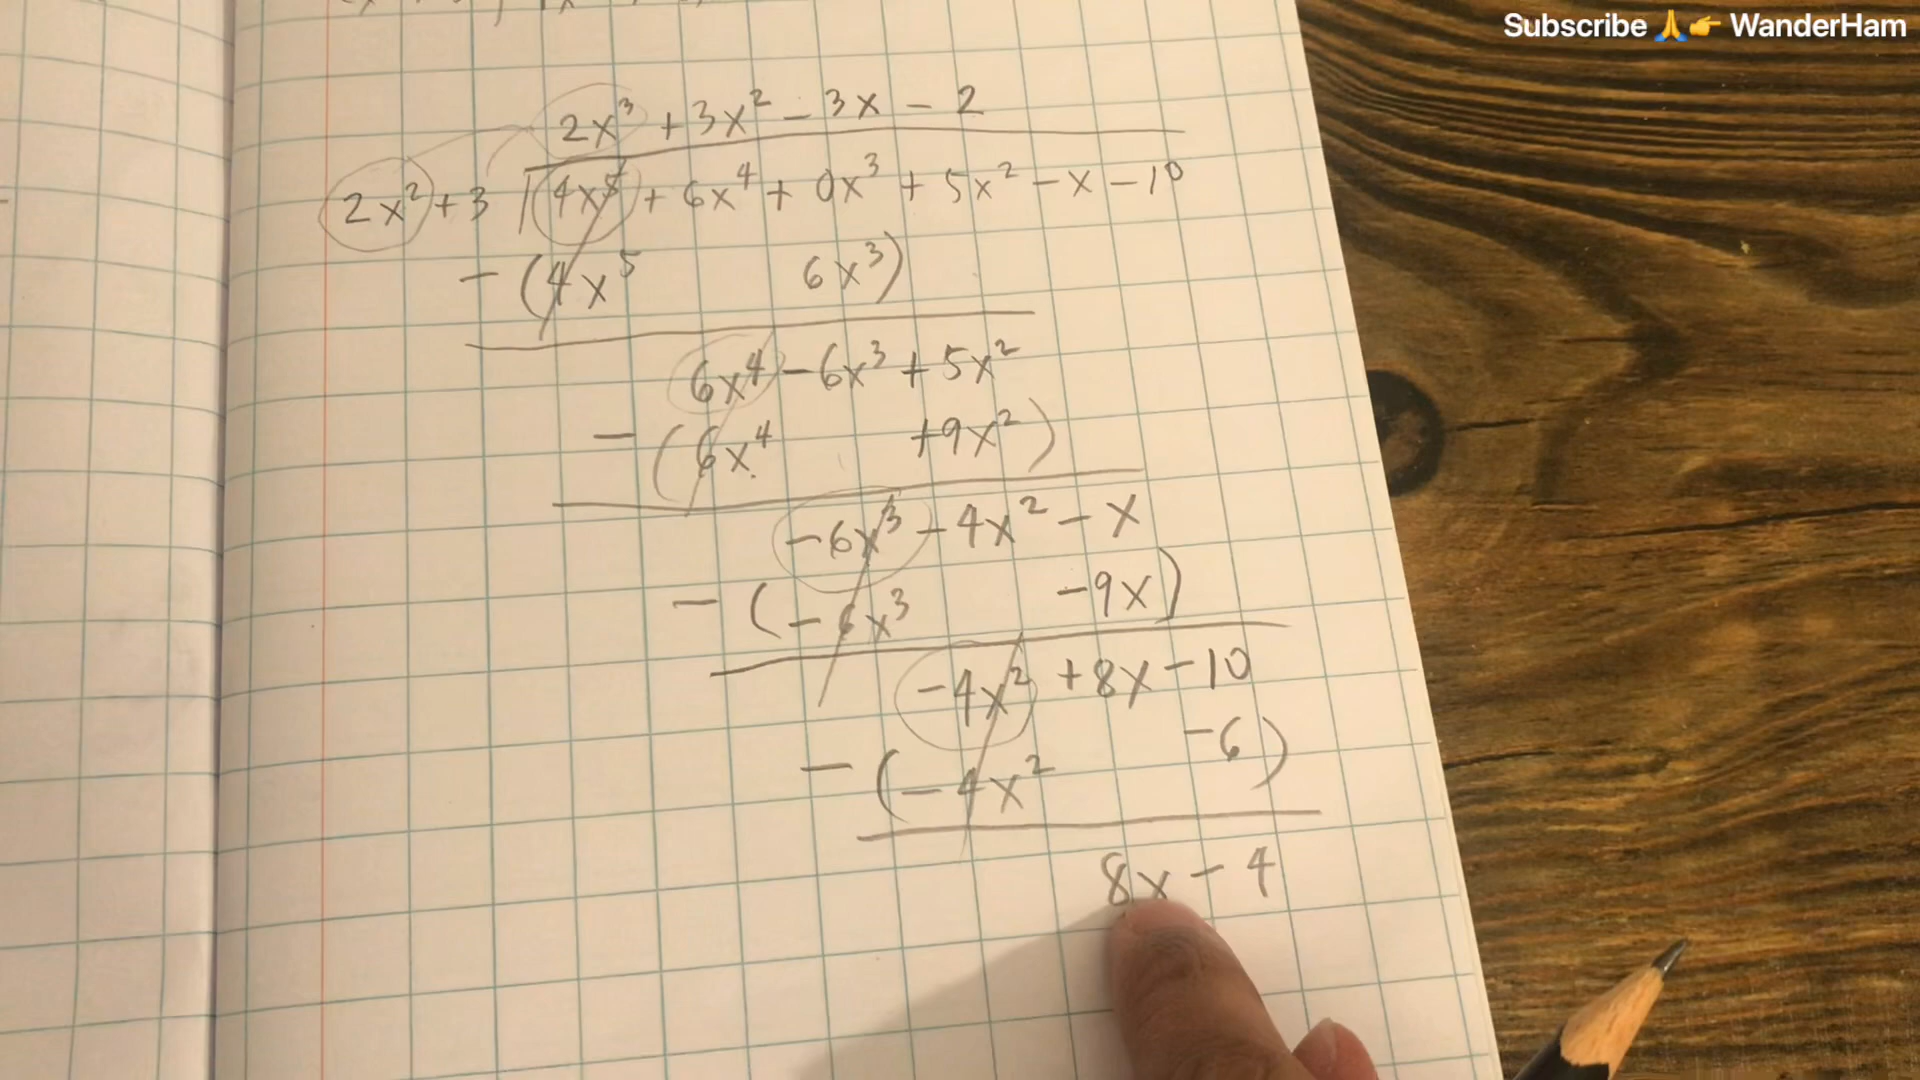 Subscribe 🙏👉 WanderHam
2x³ + 3x² - 3x - 2
2x² + 3 4x⁵ + 6x⁴ + 0x³ + 5x² - x - 10
- (4x⁵ 6x³)
6x⁴ - 6x³ + 5x²
- (6x⁴ + 9x²)
- 6x³ - 4x² - x
- (- 6x³ - 9x)
- 4x² + 8x - 10
- (- 4x² - 6)
8x - 4